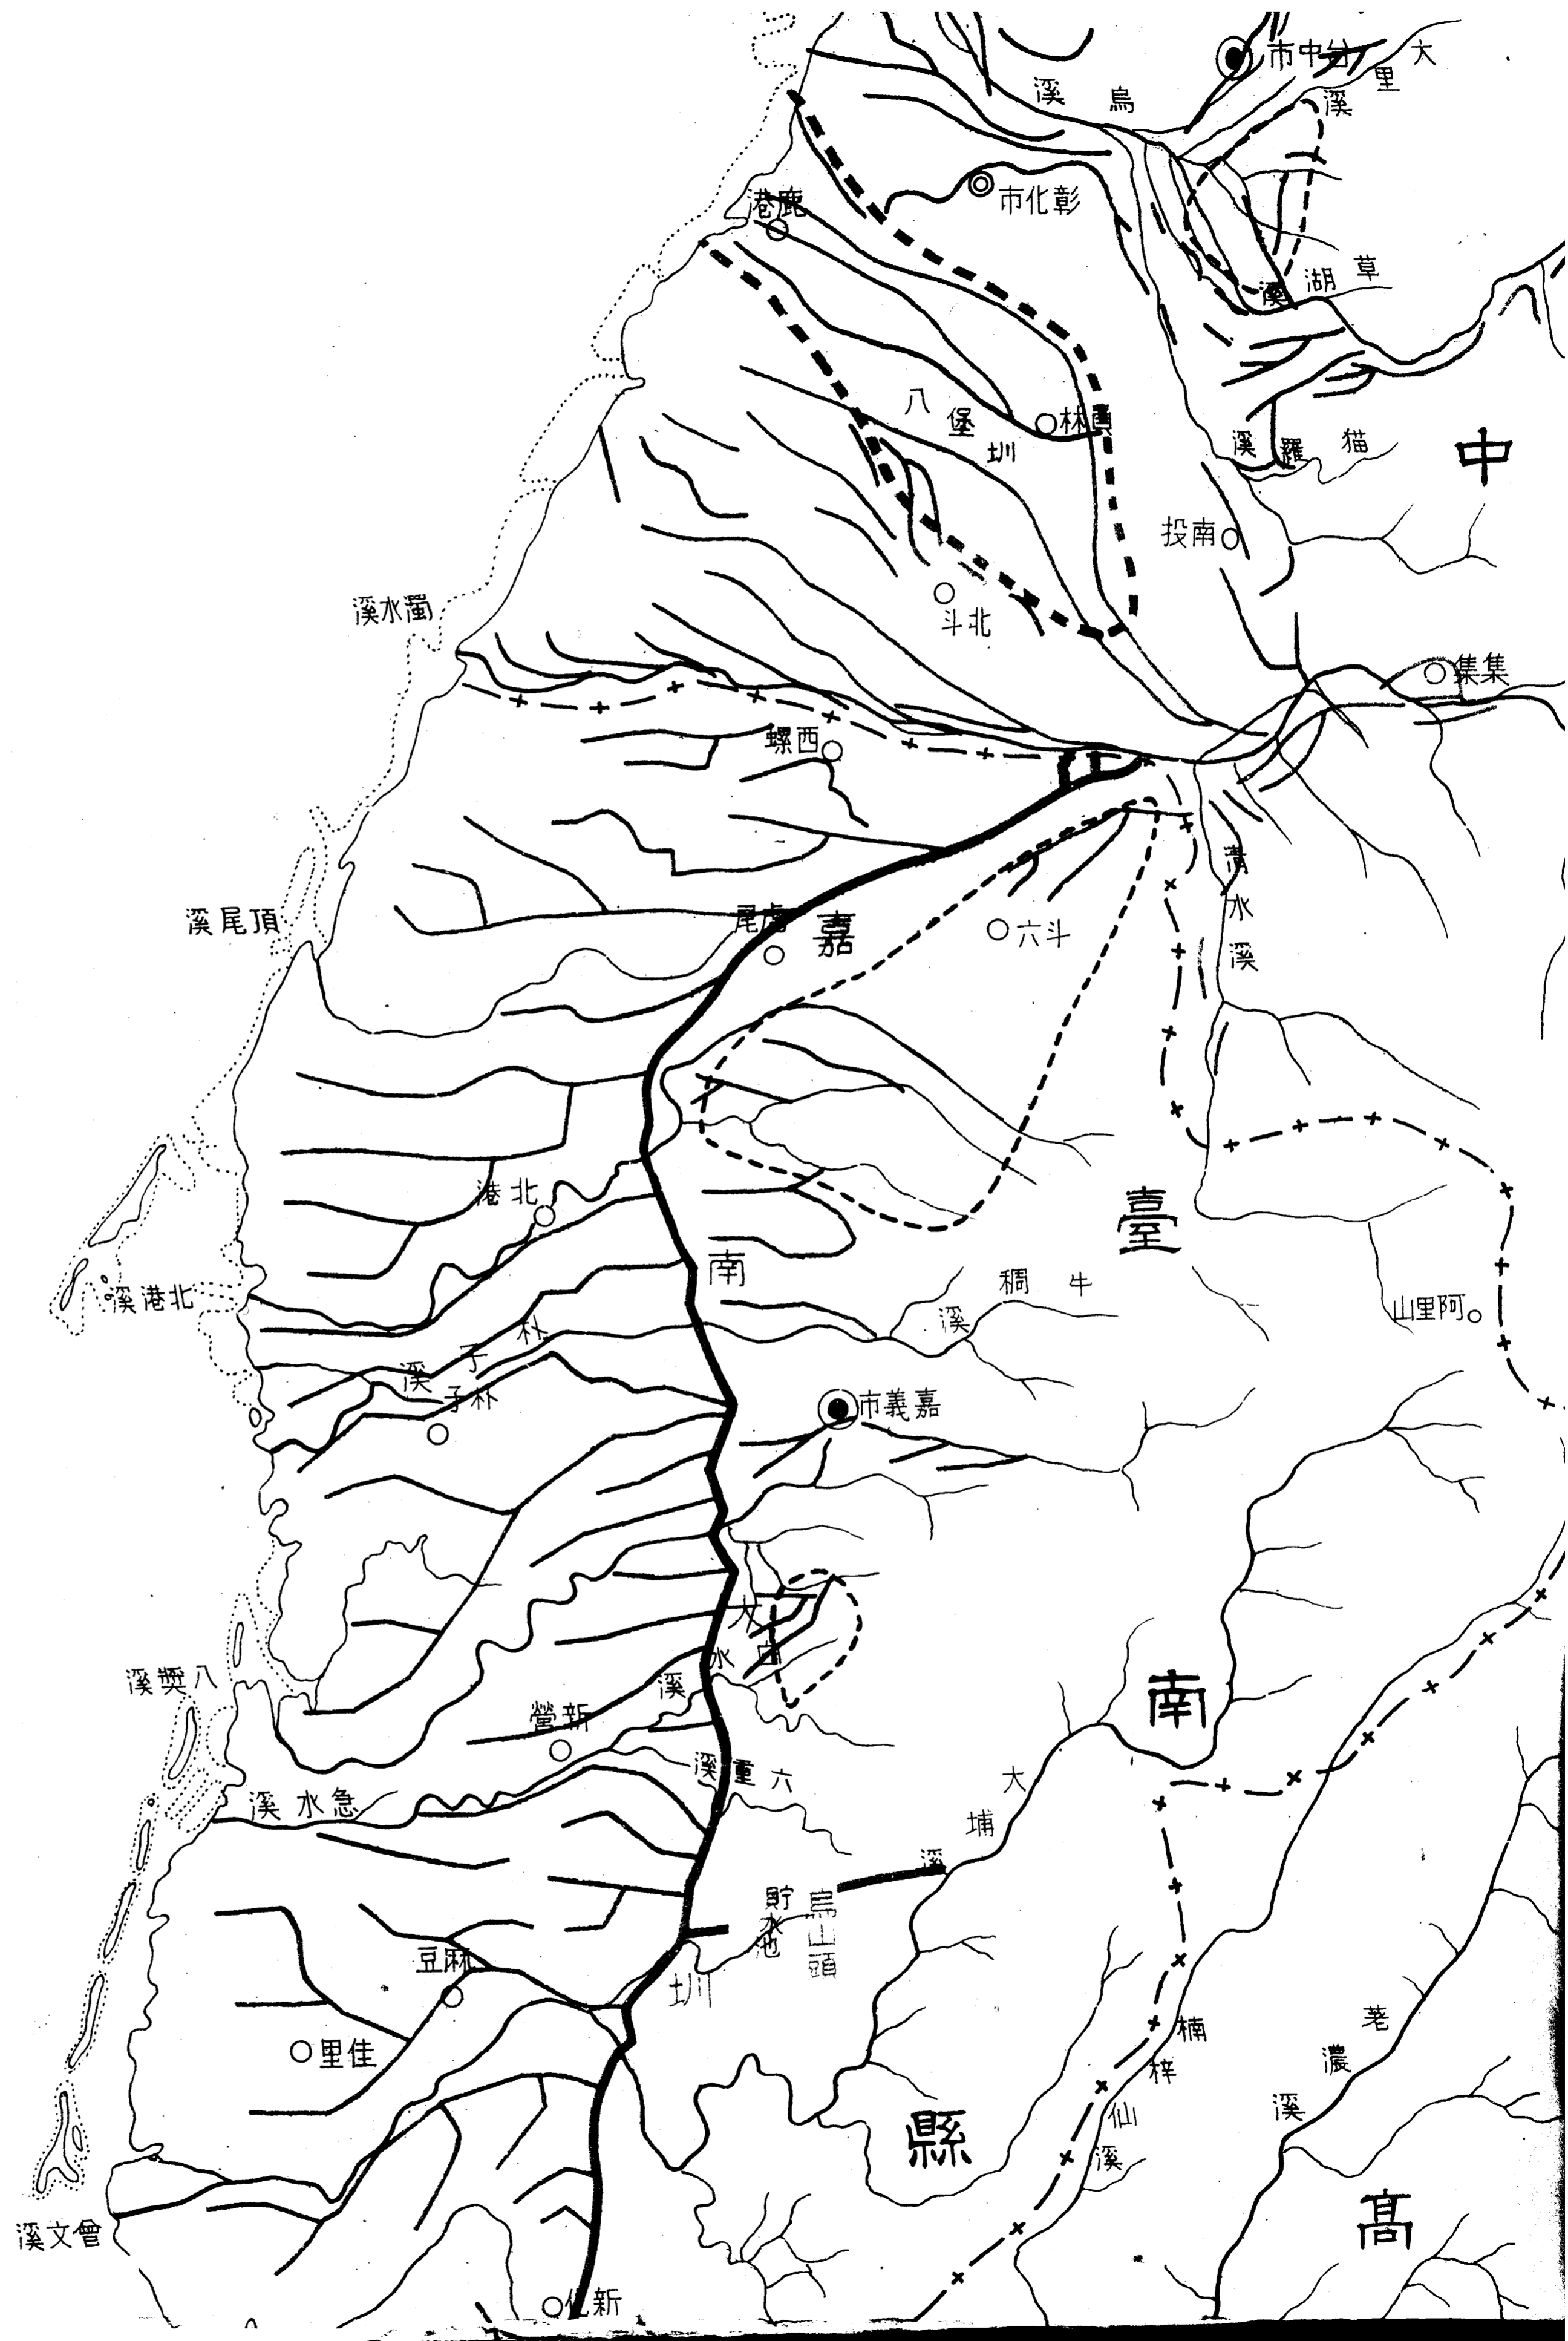 台中市
大里溪
烏溪
彰化市
鹿港
草湖溪
八堡圳
員林
猫羅溪
中
南投
濁水溪
北斗
集集
西螺
清水溪
頂尾溪
虎尾
斗六
嘉南大圳
北港
北港溪
臺南縣
牛稠溪
阿里山
朴子溪
朴子
嘉義市
白水溪
八獎溪
新營
六重溪
急水溪
大埔溪
烏山頭
貯水池
麻豆
佳里
楠梓仙溪
荖濃溪
高
曾文溪
新化